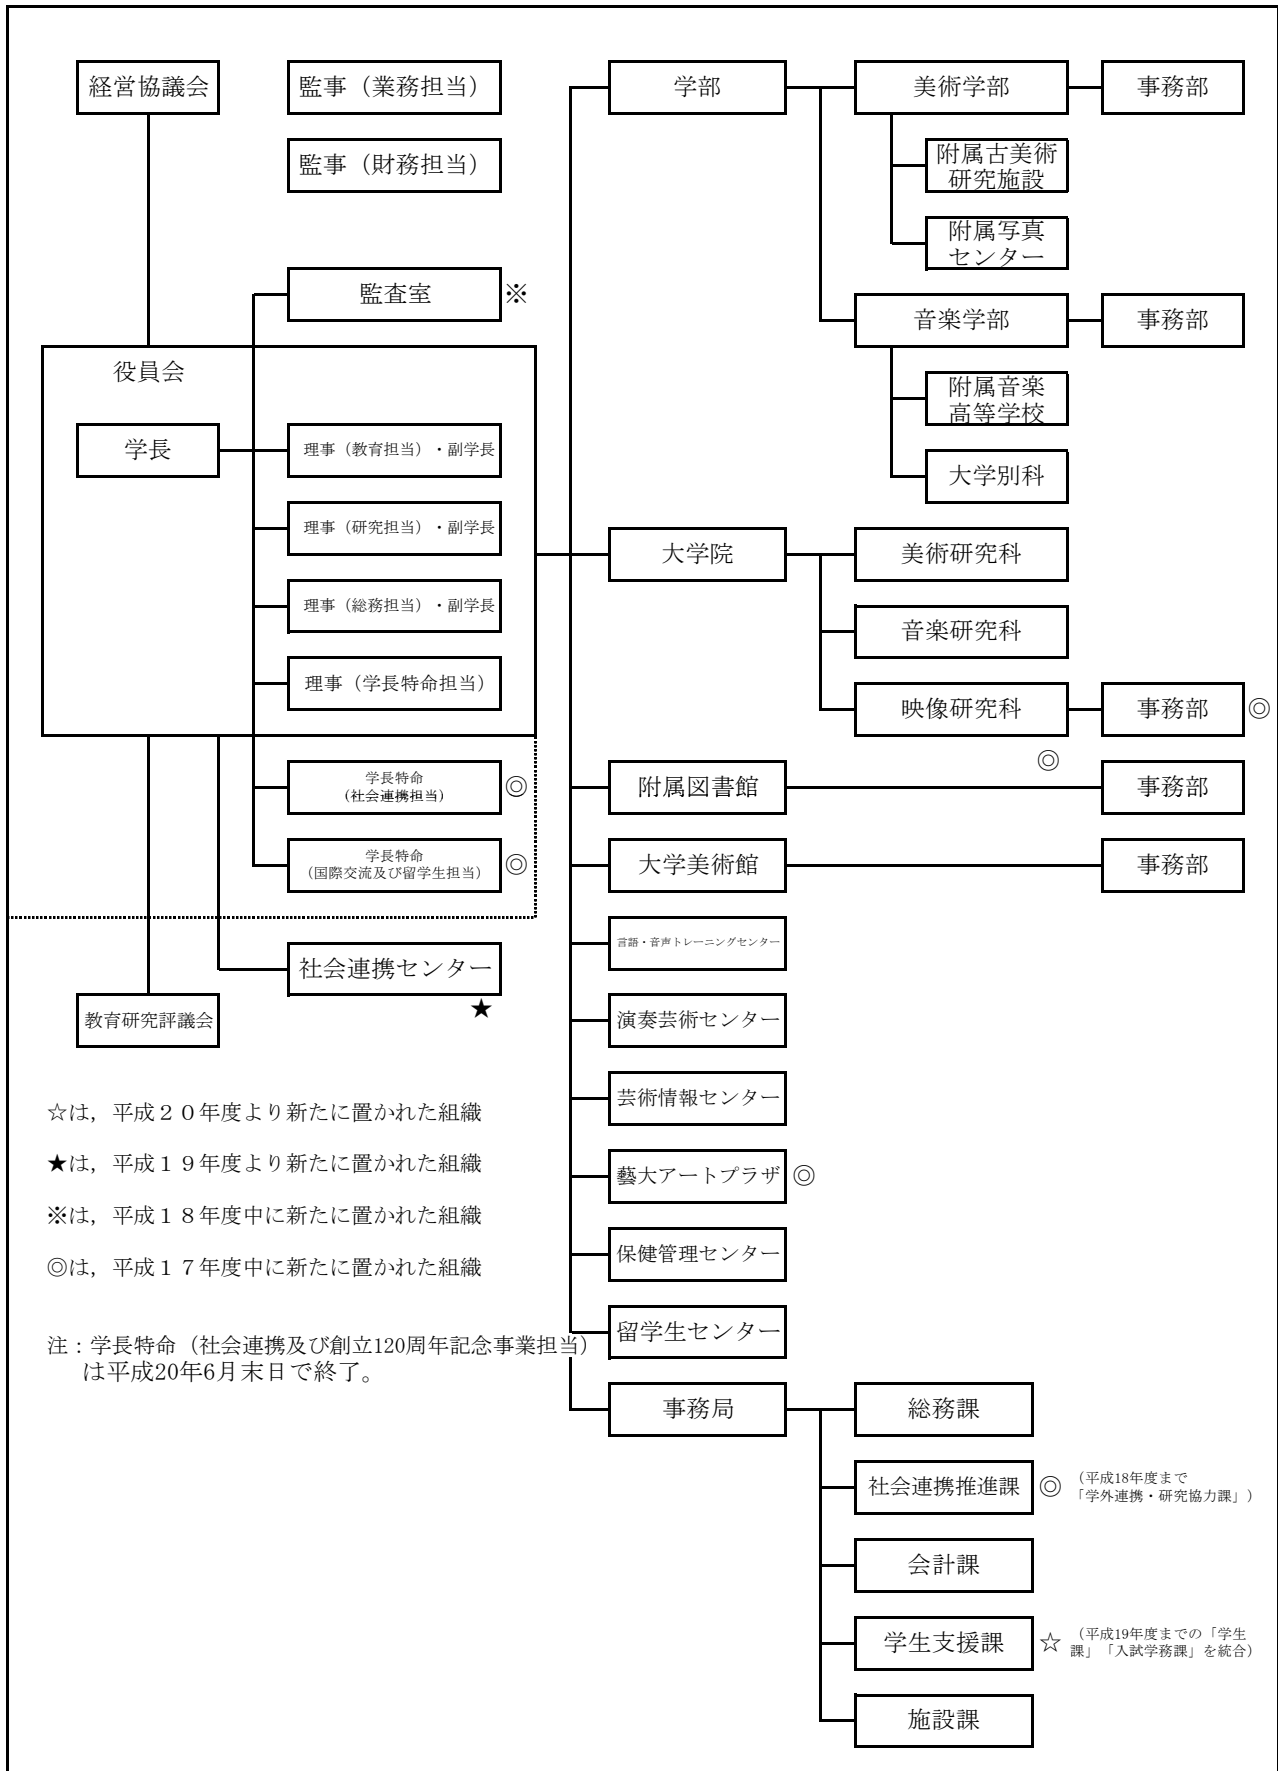 経営協議会
監事（業務担当）
監事（財務担当）
監査室
※
役員会
学長
理事（教育担当）・副学長
理事（研究担当）・副学長
理事（総務担当）・副学長
理事（学長特命担当）
学長特命
(社会連携担当)
◎
学長特命
(国際交流及び留学生担当)
◎
社会連携センター
★
教育研究評議会
☆は，平成２０年度より新たに置かれた組織
★は，平成１９年度より新たに置かれた組織
※は，平成１８年度中に新たに置かれた組織
◎は，平成１７年度中に新たに置かれた組織
注：学長特命（社会連携及び創立120周年記念事業担当）
は平成20年6月末日で終了。
学部
美術学部
事務部
附属古美術
研究施設
附属写真
センター
音楽学部
事務部
附属音楽
高等学校
大学別科
大学院
美術研究科
音楽研究科
映像研究科
事務部
◎
◎
附属図書館
事務部
大学美術館
事務部
言語・音声トレーニングセンター
演奏芸術センター
芸術情報センター
藝大アートプラザ
◎
保健管理センター
留学生センター
事務局
総務課
社会連携推進課
◎
（平成18年度まで
「学外連携・研究協力課」）
会計課
学生支援課
☆
（平成19年度までの「学生
課」「入試学務課」を統合）
施設課